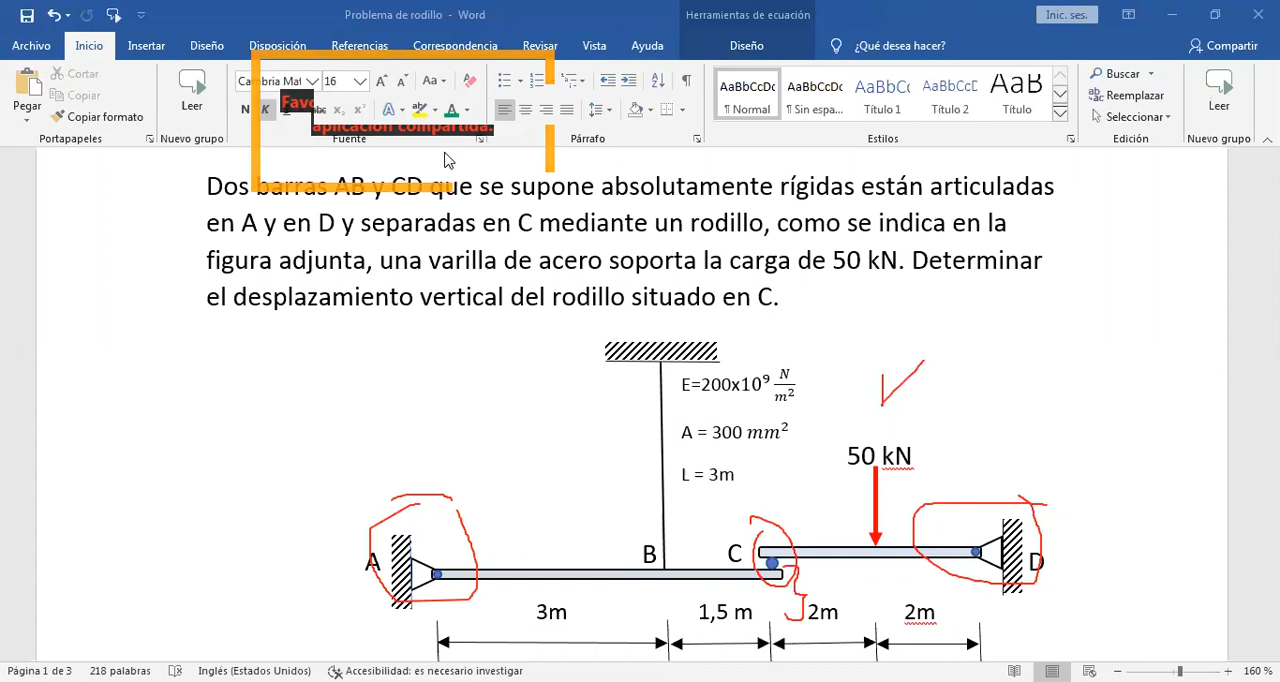 Problema de rodillo - Word
Herramientas de ecuación
Inic. ses.
Archivo Inicio Insertar Diseño Disposición Referencias Correspondencia Revisar Vista Ayuda Diseño ¿Qué desea hacer? Compartir
Pegar
Cortar
Copiar
Copiar formato
Portapapeles
Leer
Nuevo grupo
Cambria Mat 16
Favo
aplicación compartida.
Fuente
Párrafo
AaBbCcDc AaBbCcDc AaBbCc AaBbCcC AaB
¶ Normal ¶ Sin espa... Título 1 Título 2 Título
Estilos
Buscar
Reemplazar
Seleccionar
Edición
Leer
Nuevo grupo
Dos barras AB y CD que se supone absolutamente rígidas están articuladas
en A y en D y separadas en C mediante un rodillo, como se indica en la
figura adjunta, una varilla de acero soporta la carga de 50 kN. Determinar
el desplazamiento vertical del rodillo situado en C.
E=200x10⁹ N/m²
A = 300 mm²
L = 3m
50 kN
A B C D
3m 1,5 m 2m 2m
Página 1 de 3 218 palabras Inglés (Estados Unidos) Accesibilidad: es necesario investigar 160 %